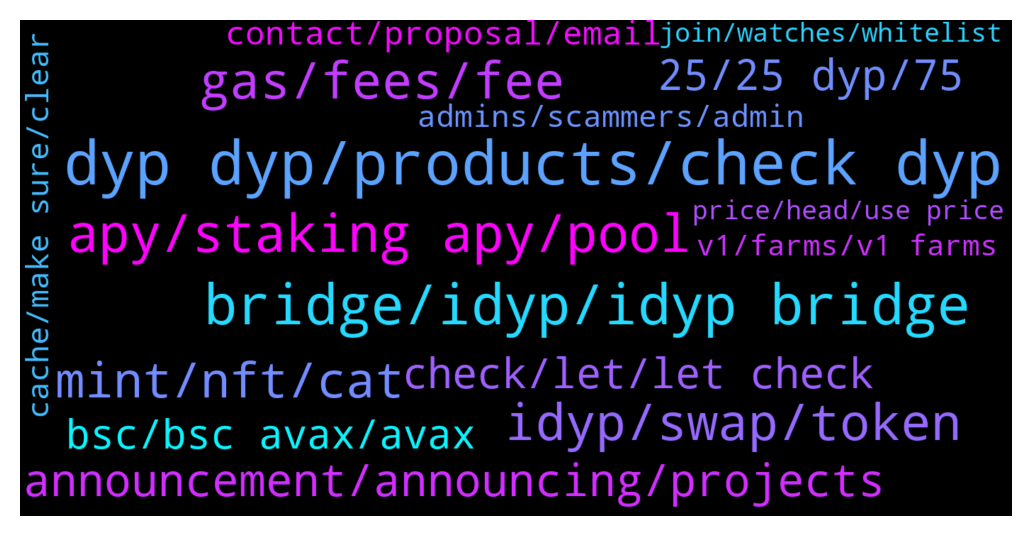 contact/proposal/email
join/watches/whitelist
gas/fees/fee
25/25 dyp/75
admins/scammers/admin
dyp dyp/products/check dyp
price/head/use price
apy/staking apy/pool
v1/farms/v1 farms
bridge/idyp/idyp bridge
cache/make sure/clear
mint/nft/cat
check/let/let check
idyp/swap/token
bsc/bsc avax/avax
announcement/announcing/projects